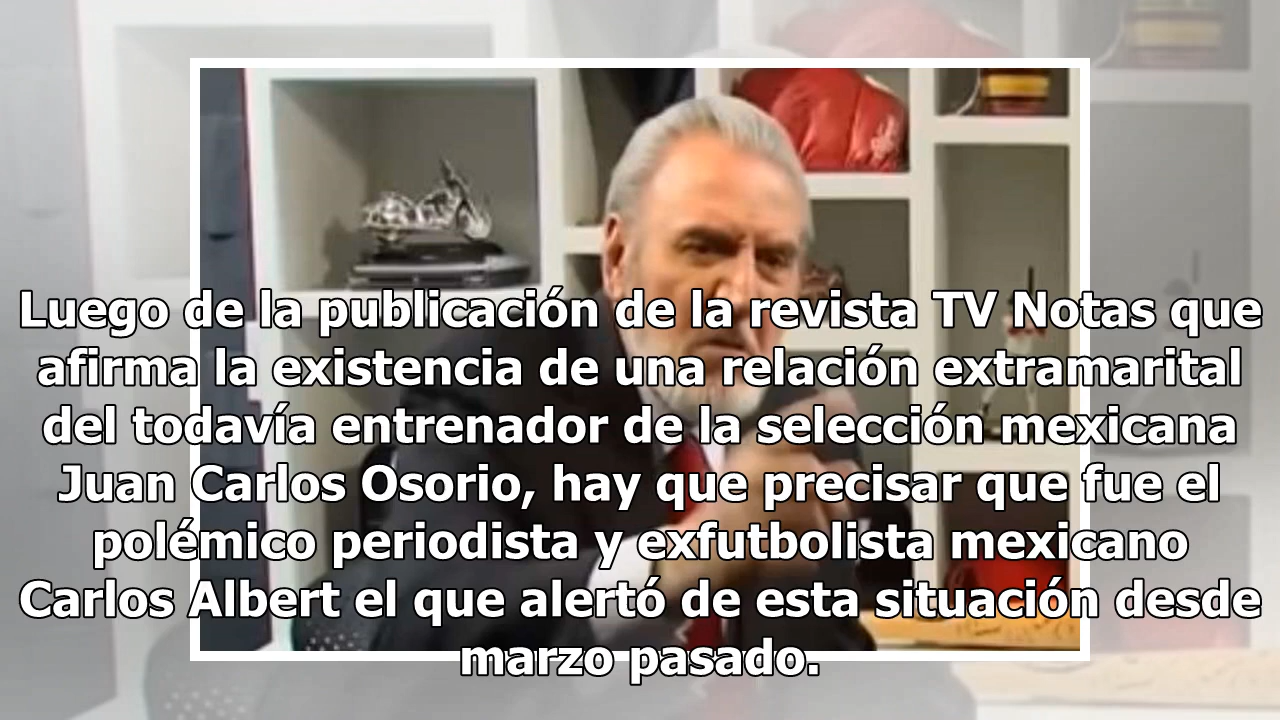 Luego de la publicación de la revista TV Notas que
afirma la existencia de una relación extramarital
del todavía entrenador de la selección mexicana
Juan Carlos Osorio, hay que precisar que fue el
polémico periodista y exfutbolista mexicano
Carlos Albert el que alertó de esta situación desde
marzo pasado.